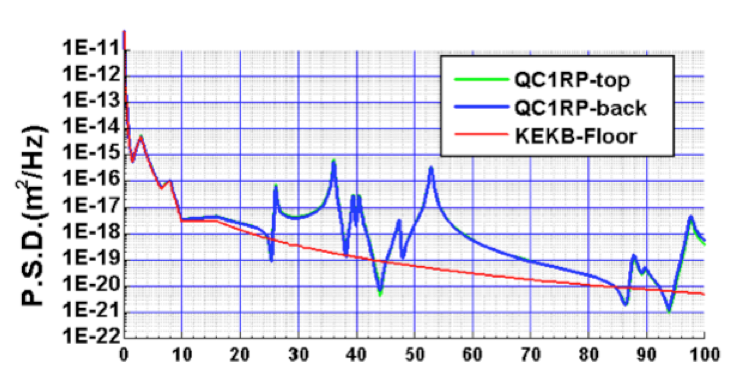 P.S.D.(m²/Hz)
1E-11
1E-12
1E-13
1E-14
1E-15
1E-16
1E-17
1E-18
1E-19
1E-20
1E-21
1E-22
QC1RP-top
QC1RP-back
KEKB-Floor
0 10 20 30 40 50 60 70 80 90 100